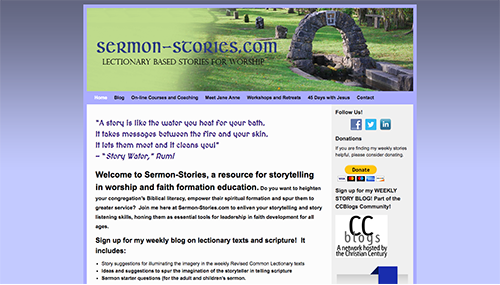 SERMON-STORIES.COM
LECTIONARY BASED STORIES FOR WORSHIP
Home Blog On-line Courses and Coaching Meet Jane Anne Workshops and Retreats 45 Days with Jesus Contact
"A story is like the water you heat for your bath.
It takes messages between the fire and your skin.
It lets them meet and it cleans you!"
~ "Story Water," Rumi
Welcome to Sermon-Stories, a resource for storytelling
in worship and faith formation education. Do you want to heighten
your congregation's Biblical literacy, empower their spiritual formation and spur them to
greater service? Join me here at Sermon-Stories.com to enliven your storytelling and story
listening skills, honing them as essential tools for leadership in faith development for all
ages.
Sign up for my weekly blog on lectionary texts and scripture! It
includes:
• Story suggestions for illuminating the imagery in the weekly Revised Common Lectionary texts
• Ideas and suggestions to spur the imagination of the storyteller in telling scripture
• Sermon starter questions (for the adult and children's sermon,
Follow Us!
f in
Donations
If you are finding my weekly stories
helpful, please consider donating.
Donate
VISA
Sign up for my WEEKLY
STORY BLOG! Part of the
CCBlogs Community!
CC
blogs
A network hosted by
the Christian Century